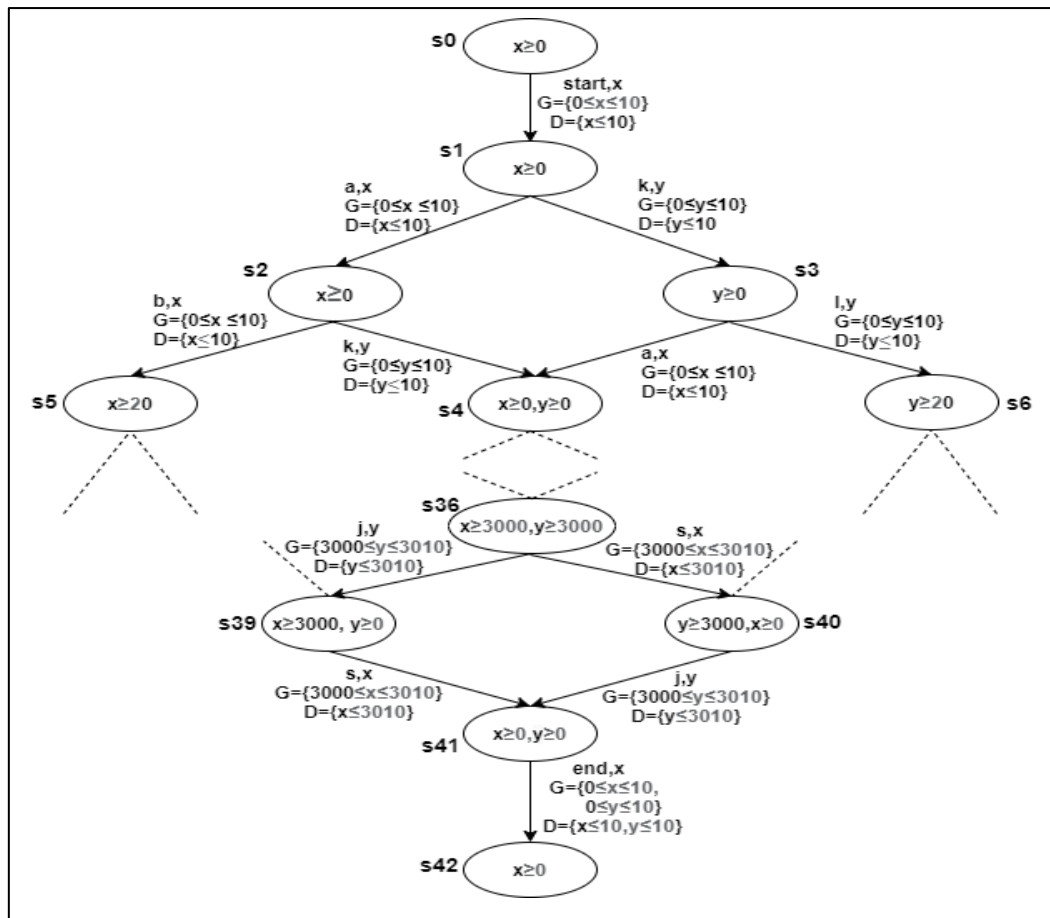 s0
x≥0
start,x
G={0≤x≤10}
D={x≤10}
s1
x≥0
a,x
G={0≤x ≤10}
D={x≤10}
k,y
G={0≤y≤10}
D={y≤10
s2
x≥0
s3
y≥0
b,x
G={0≤x ≤10}
D={x≤10}
k,y
G={0≤y≤10}
D={y≤10}
a,x
G={0≤x ≤10}
D={x≤10}
l,y
G={0≤y≤10}
D={y≤10}
s5
x≥20
s4
x≥0,y≥0
y≥20
s6
s36
x≥3000,y≥3000
j,y
G={3000≤y≤3010}
D={y≤3010}
s,x
G={3000≤x≤3010}
D={x≤3010}
s39
x≥3000, y≥0
y≥3000,x≥0
s40
s,x
G={3000≤x≤3010}
D={x≤3010}
j,y
G={3000≤y≤3010}
D={y≤3010}
s41
x≥0,y≥0
end,x
G={0≤x≤10,
0≤y≤10}
D={x≤10,y≤10}
s42
x≥0